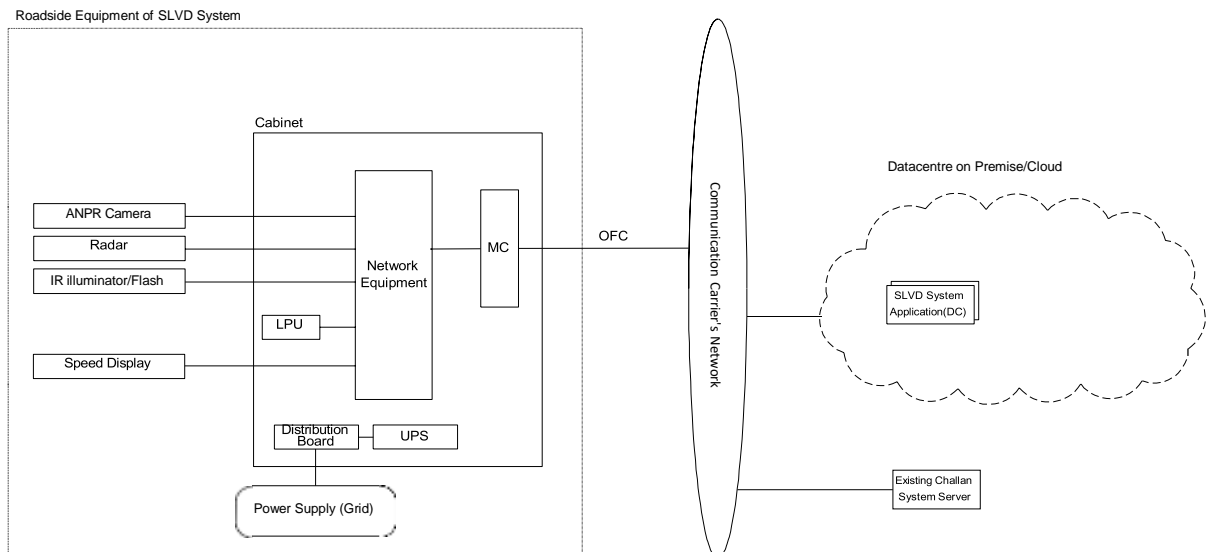 Roadside Equipment of SLVD System
Cabinet
ANPR Camera
Radar
IR illuminator/Flash
LPU
Speed Display
Network
Equipment
MC
Distribution
Board
UPS
Power Supply (Grid)
OFC
Communication Carrier's Network
Datacentre on Premise/Cloud
SLVD System
Application(DC)
Existing Challan
System Server